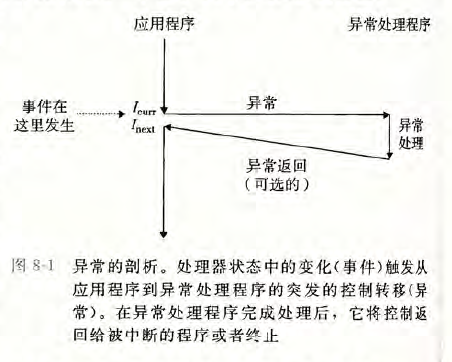 应用程序
异常处理程序
事件在
这里发生
Icurr
Inext
异常
异常
处理
异常返回
(可选的)
图 8-1 异常的剖析。处理器状态中的变化(事件)触发从
应用程序到异常处理程序的突发的控制转移(异
常)。在异常处理程序完成处理后，它将控制返
回给被中断的程序或者终止